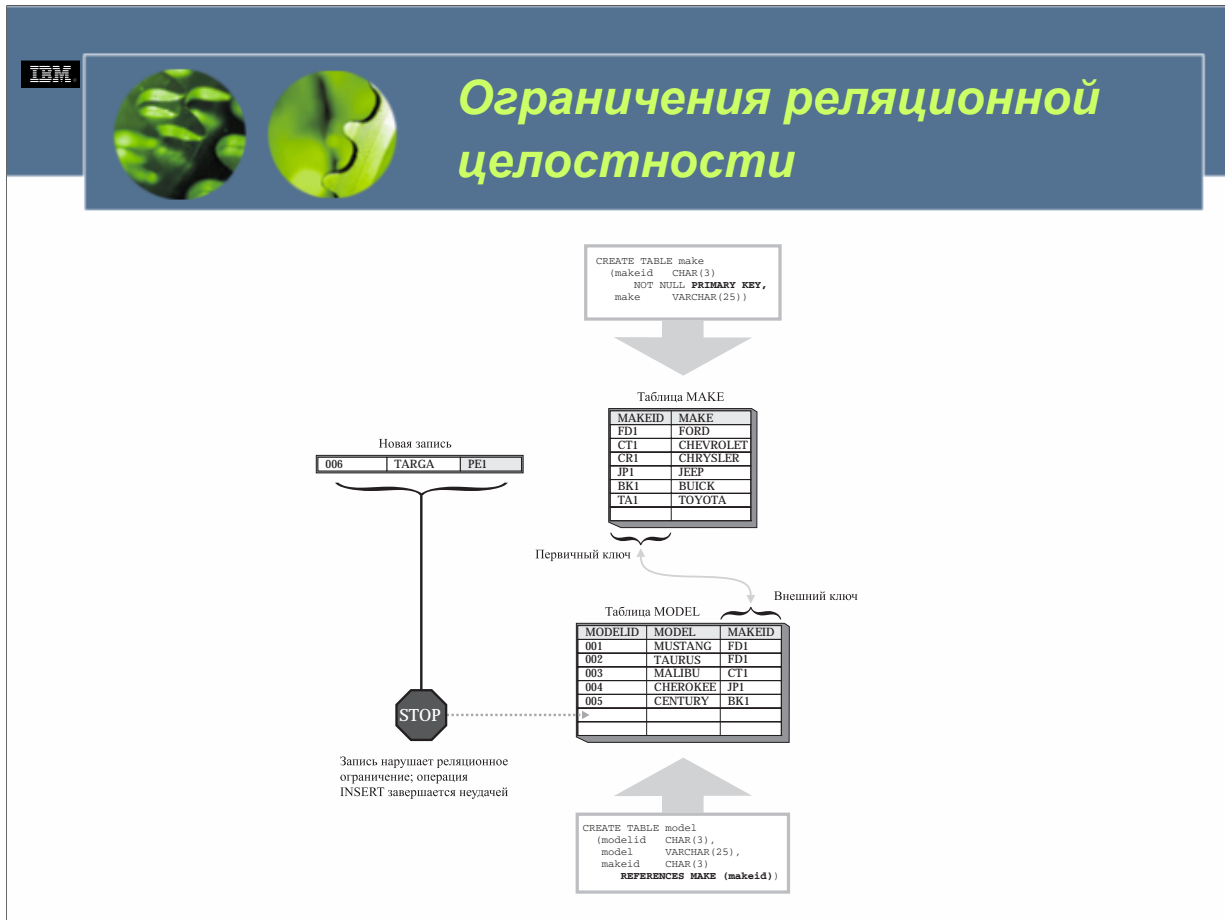 IBM
Ограничения реляционной
целостности
CREATE TABLE make
(makeid CHAR(3)
NOT NULL PRIMARY KEY,
make VARCHAR(25))
Таблица MAKE
MAKEID MAKE
FD1 FORD
CT1 CHEVROLET
CR1 CHRYSLER
JP1 JEEP
BK1 BUICK
TA1 TOYOTA
Новая запись
006 TARGA PE1
Первичный ключ
Внешний ключ
Таблица MODEL
MODELID MODEL MAKEID
001 MUSTANG FD1
002 TAURUS FD1
003 MALIBU CT1
004 CHEROKEE JP1
005 CENTURY BK1
STOP
Запись нарушает реляционное
ограничение; операция
INSERT завершается неудачей
CREATE TABLE model
(modelid CHAR(3),
model VARCHAR(25),
makeid CHAR(3)
REFERENCES MAKE (makeid))